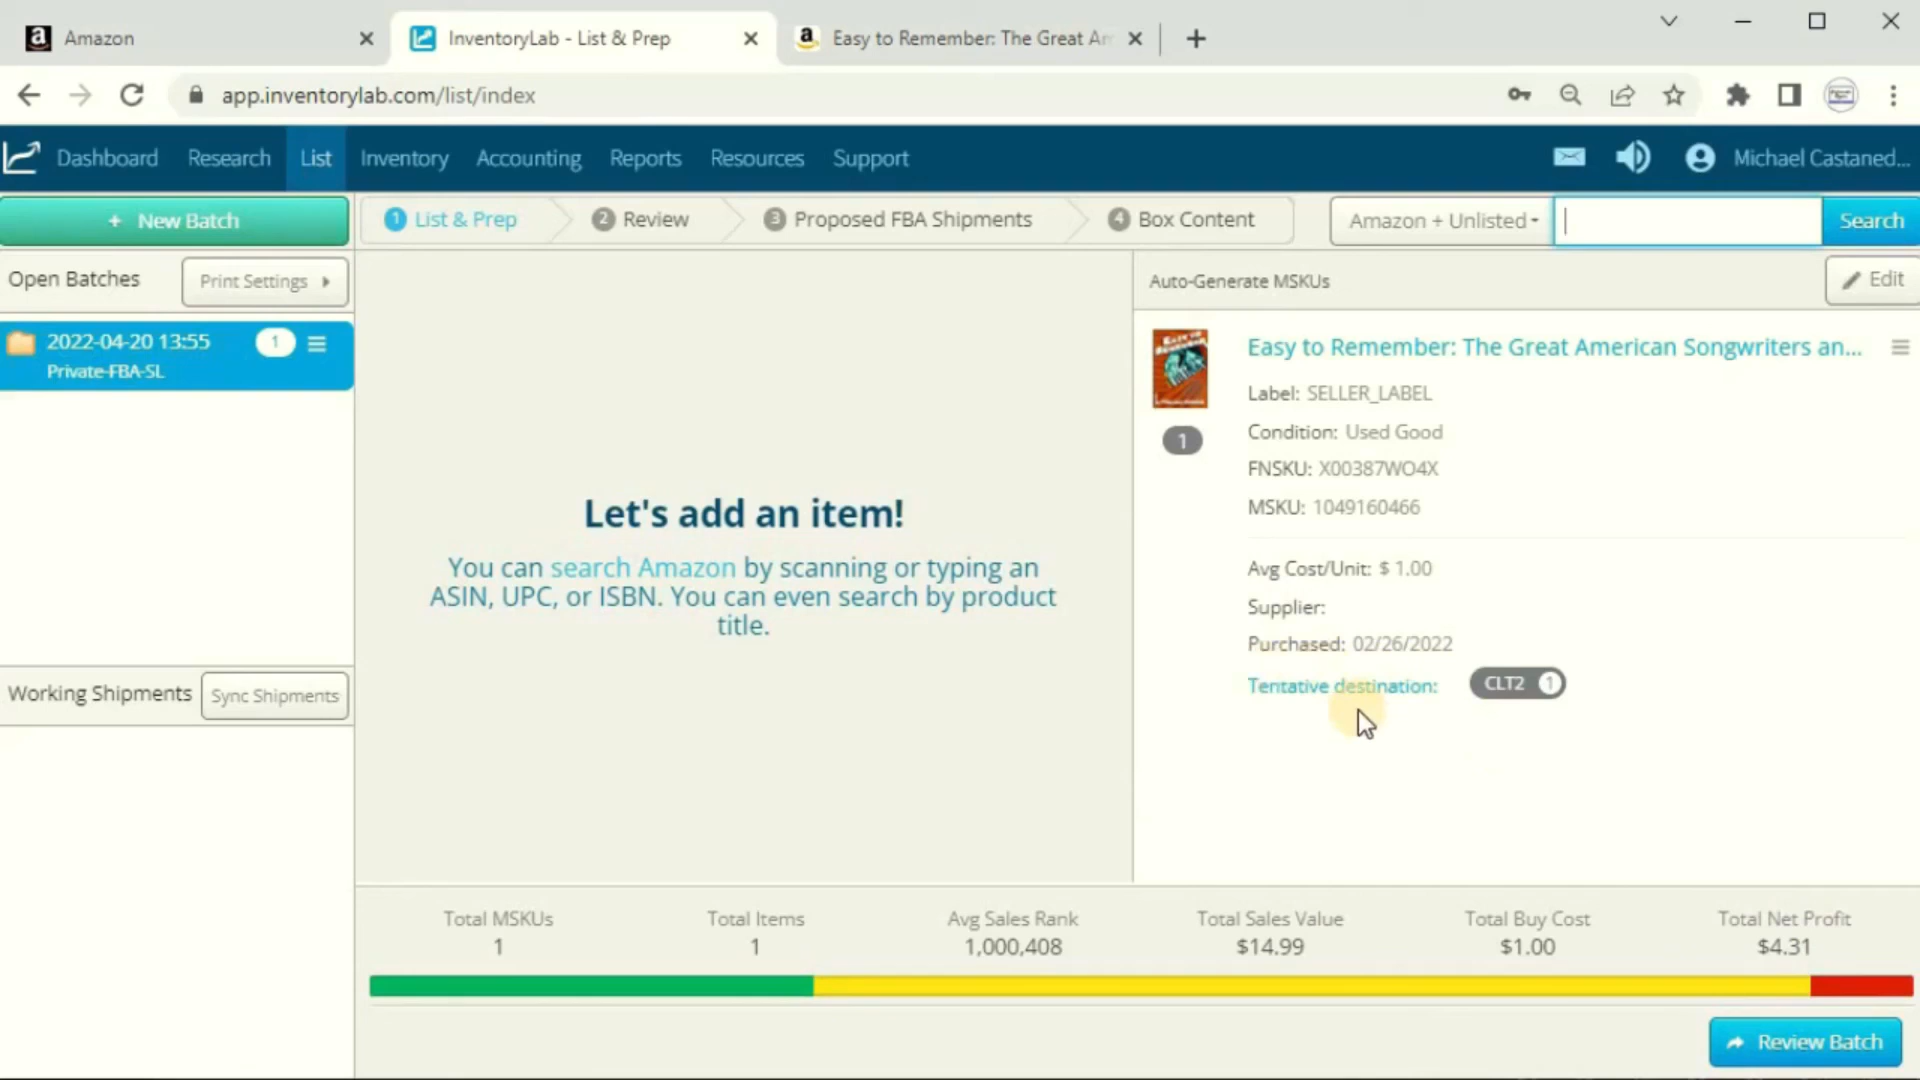 Amazon
InventoryLab - List & Prep
Easy to Remember: The Great Am
app.inventorylab.com/list/index
Dashboard
Research
List
Inventory
Accounting
Reports
Resources
Support
Michael Castaned...
+ New Batch
1 List & Prep
2 Review
3 Proposed FBA Shipments
4 Box Content
Amazon + Unlisted
Search
Open Batches
Print Settings
Auto-Generate MSKUs
Edit
2022-04-20 13:55
1
Private-FBA-SL
Easy to Remember: The Great American Songwriters an...
Label: SELLER_LABEL
1
Condition: Used Good
FNSKU: X00387WO4X
MSKU: 1049160466
Let's add an item!
You can search Amazon by scanning or typing an
ASIN, UPC, or ISBN. You can even search by product
title.
Avg Cost/Unit: $ 1.00
Supplier:
Purchased: 02/26/2022
Tentative destination:
CLT2 1
Working Shipments
Sync Shipments
Total MSKUs
1
Total Items
1
Avg Sales Rank
1,000,408
Total Sales Value
$14.99
Total Buy Cost
$1.00
Total Net Profit
$4.31
Review Batch